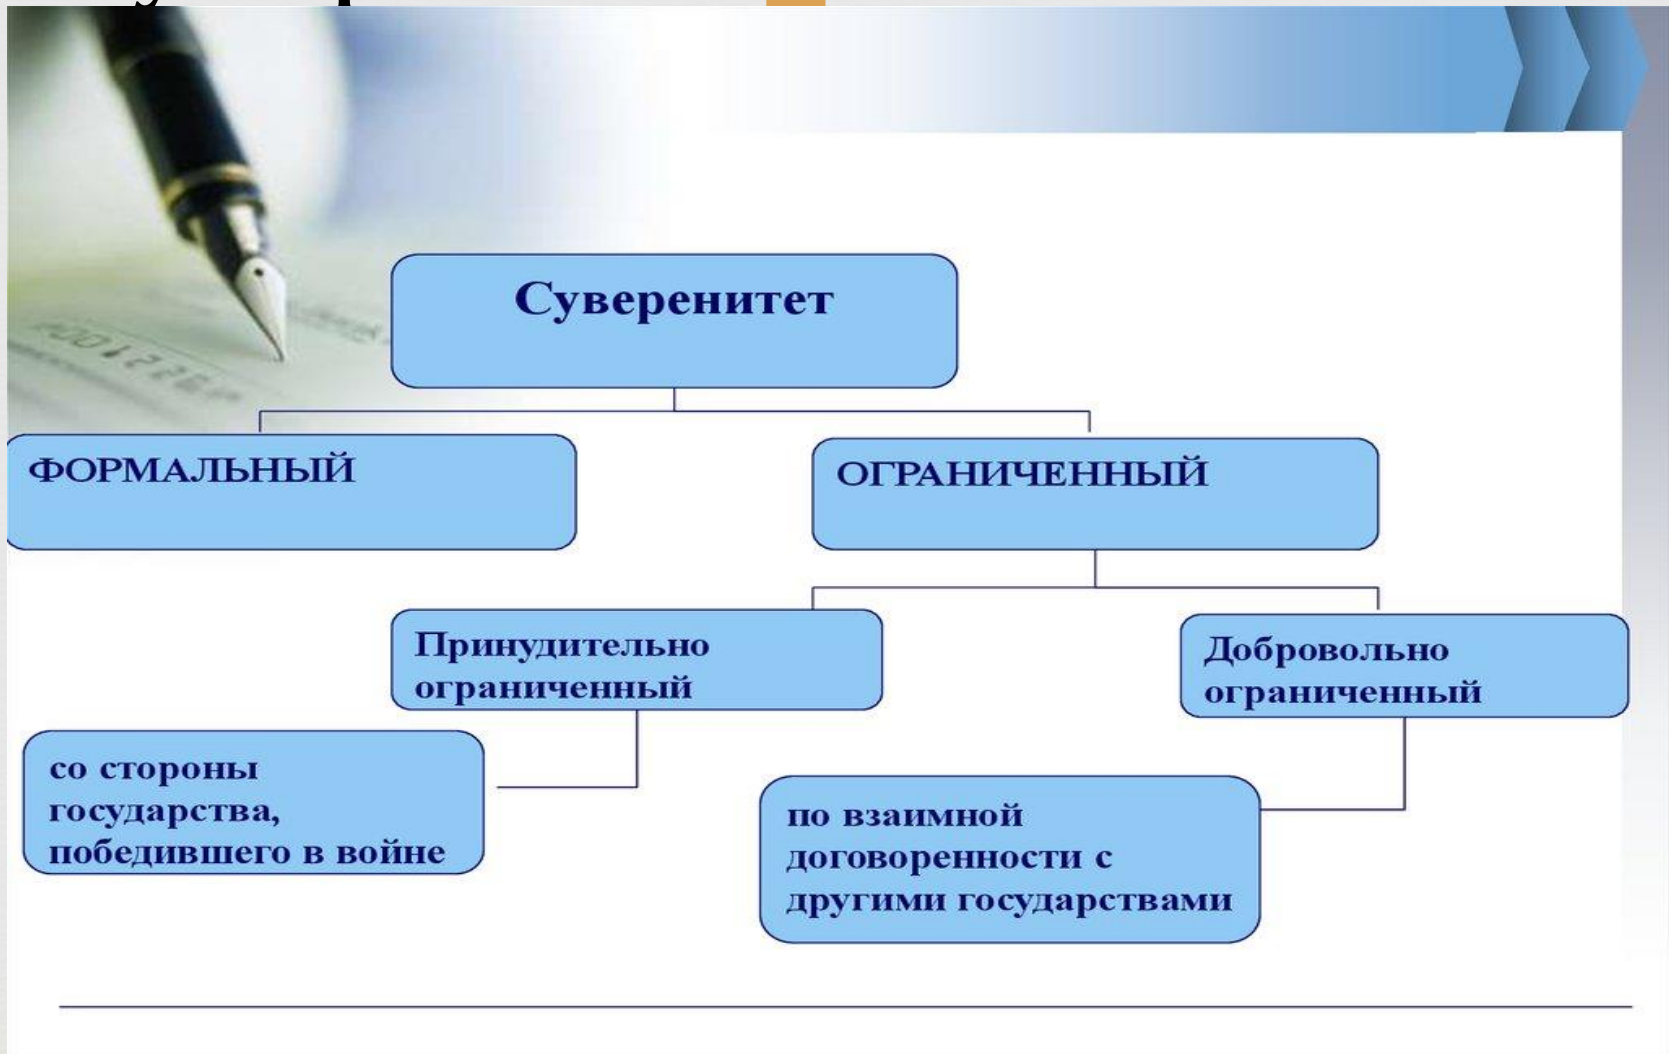 Суверенитет
ФОРМАЛЬНЫЙ
ОГРАНИЧЕННЫЙ
Принудительно
ограниченный
Добровольно
ограниченный
со стороны
государства,
победившего в войне
по взаимной
договоренности с
другими государствами